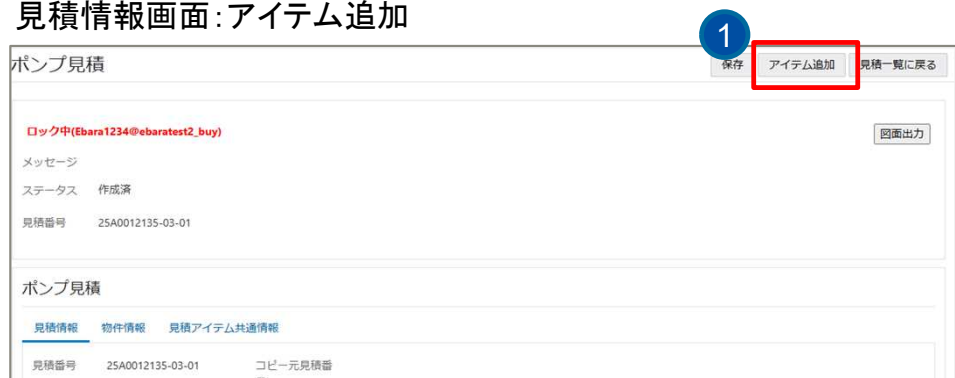 見積情報画面：アイテム追加
1
ポンプ見積
保存 アイテム追加 見積一覧に戻る
ロック中(Ebara1234@ebaratest2_buy)
図面出力
メッセージ
ステータス 作成済
見積番号 25A0012135-03-01
ポンプ見積
見積情報 物件情報 見積アイテム共通情報
見積番号 25A0012135-03-01 コピー元見積番